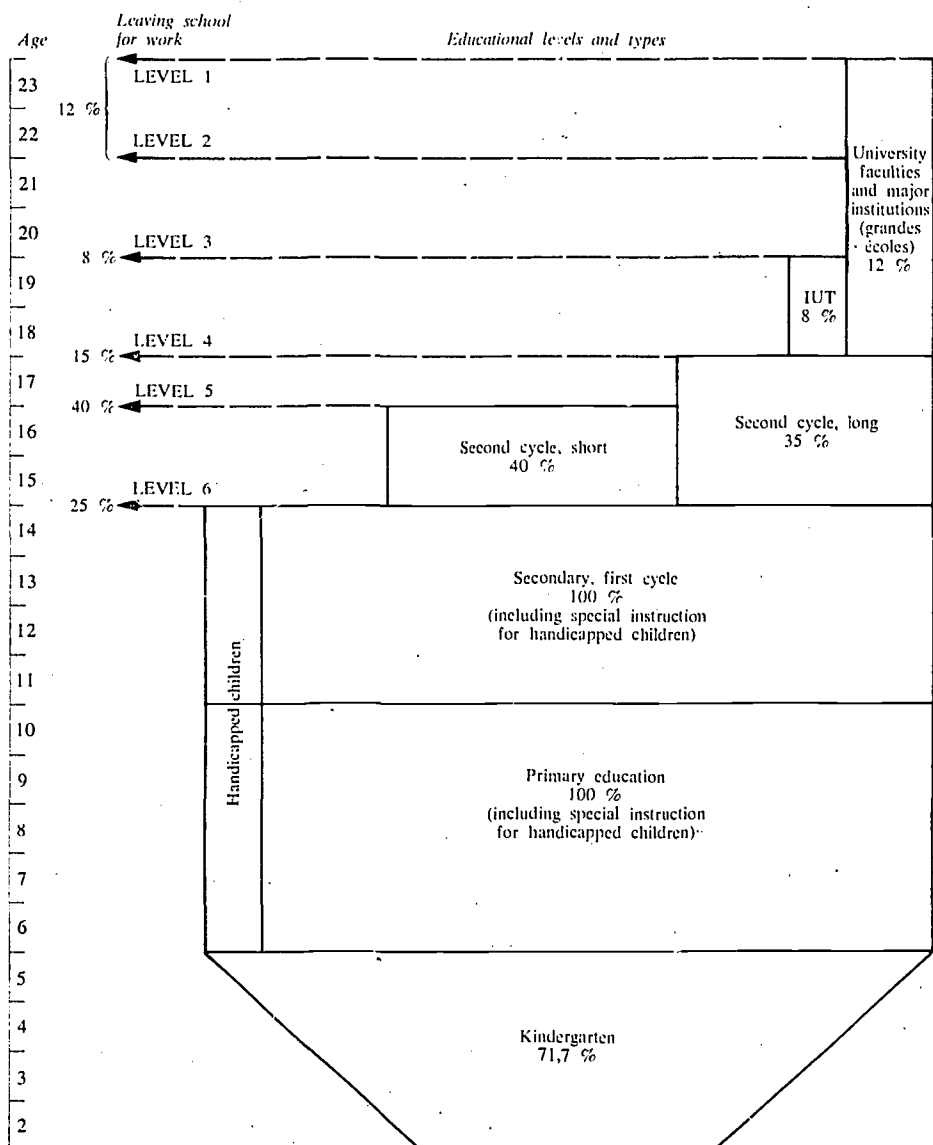 Leaving school
for work
Age
Educational levels and types
23
LEVEL 1
12 %
22
LEVEL 2
21
University
faculties
and major
institutions
(grandes
écoles)
12 %
20
LEVEL 3
8 %
19
IUT
8 %
18
LEVEL 4
15 %
17
LEVEL 5
40 %
16
Second cycle, short
40 %
Second cycle, long
35 %
15
LEVEL 6
25 %
14
13
Secondary, first cycle
100 %
(including special instruction
for handicapped children)
12
11
Handicapped children
10
9
Primary education
100 %
(including special instruction
for handicapped children)
8
7
6
5
4
Kindergarten
71,7 %
3
2